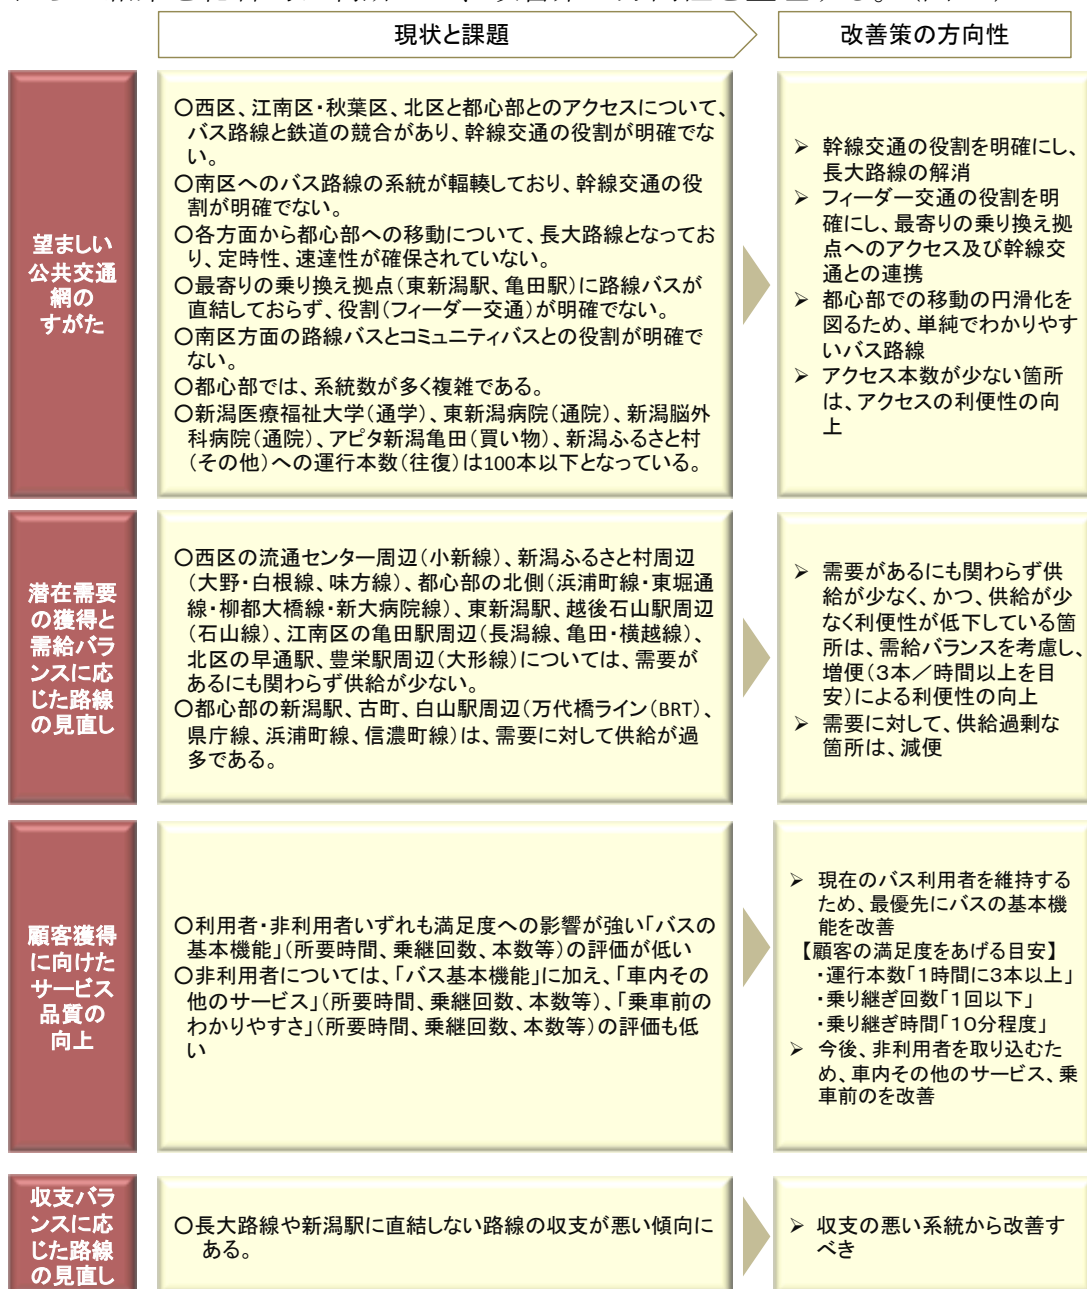 現状と課題
改善策の方向性
望ましい
公共交通
網の
すがた
〇西区、江南区・秋葉区、北区と都心部とのアクセスについて、
バス路線と鉄道の競合があり、幹線交通の役割が明確でな
い。
〇南区へのバス路線の系統が輻輳しており、幹線交通の役
割が明確でない。
〇各方面から都心部への移動について、長大路線となってお
り、定時性、速達性が確保されていない。
〇最寄りの乗り換え拠点（東新潟駅、亀田駅）に路線バスが
直結しておらず、役割（フィーダー交通）が明確でない。
〇南区方面の路線バスとコミュニティバスとの役割が明確で
ない。
〇都心部では、系統数が多く複雑である。
〇新潟医療福祉大学（通学）、東新潟病院（通院）、新潟脳外
科病院（通院）、アピタ新潟亀田（買い物）、新潟ふるさと村
（その他）への運行本数（往復）は100本以下となっている。
➢ 幹線交通の役割を明確にし、
長大路線の解消
➢ フィーダー交通の役割を明
確にし、最寄りの乗り換え拠
点へのアクセス及び幹線交
通との連携
➢ 都心部での移動の円滑化を
図るため、単純でわかりやす
いバス路線
➢ アクセス本数が少ない箇所
は、アクセスの利便性の向
上
潜在需要
の獲得と
需給バラ
ンスに応
じた路線
の見直し
〇西区の流通センター周辺（小新線）、新潟ふるさと村周辺
（大野・白根線、味方線）、都心部の北側（浜浦町線・東堀通
線・柳都大橋線・新大病院線）、東新潟駅、越後石山駅周辺
（石山線）、江南区の亀田駅周辺（長潟線、亀田・横越線）、
北区の早通駅、豊栄駅周辺（大形線）については、需要が
あるにも関わらず供給が少ない。
〇都心部の新潟駅、古町、白山駅周辺（万代橋ライン（BRT）、
県庁線、浜浦町線、信濃町線）は、需要に対して供給が過
多である。
➢ 需要があるにも関わらず供
給が少なく、かつ、供給が少
なく利便性が低下している箇
所は、需給バランスを考慮し、
増便（３本／時間以上を目
安）による利便性の向上
➢ 需要に対して、供給過剰な
箇所は、減便
顧客獲得
に向けた
サービス
品質の
向上
〇利用者・非利用者いずれも満足度への影響が強い「バスの
基本機能」（所要時間、乗継回数、本数等）の評価が低い
〇非利用者については、「バス基本機能」に加え、「車内その
他のサービス」（所要時間、乗継回数、本数等）、「乗車前の
わかりやすさ」（所要時間、乗継回数、本数等）の評価も低
い
➢ 現在のバス利用者を維持する
ため、最優先にバスの基本機
能を改善
【顧客の満足度をあげる目安】
・運行本数「１時間に３本以上」
・乗り継ぎ回数「１回以下」
・乗り継ぎ時間「１０分程度」
➢ 今後、非利用者を取り込むた
め、車内その他のサービス、乗
車前のを改善
収支バラ
ンスに応
じた路線
の見直し
〇長大路線や新潟駅に直結しない路線の収支が悪い傾向に
ある。
➢ 収支の悪い系統から改善す
べき